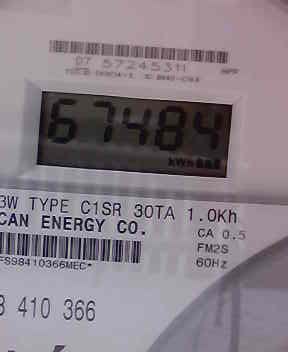 07 57245311
67484
kWh
3W TYPE C1SR 30TA 1.0Kh
CAN ENERGY CO.
CA 0.5
FM2S
FS98410366MEC*
60Hz
8 410 366